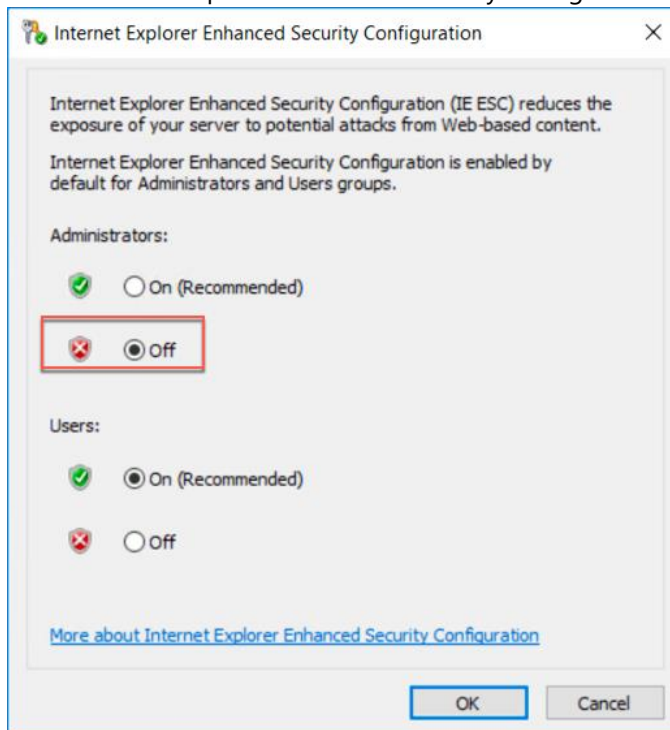 Internet Explorer Enhanced Security Configuration
Internet Explorer Enhanced Security Configuration (IE ESC) reduces the
exposure of your server to potential attacks from Web-based content.
Internet Explorer Enhanced Security Configuration is enabled by
default for Administrators and Users groups.
Administrators:
On (Recommended)
Off
Users:
On (Recommended)
Off
More about Internet Explorer Enhanced Security Configuration
OK
Cancel